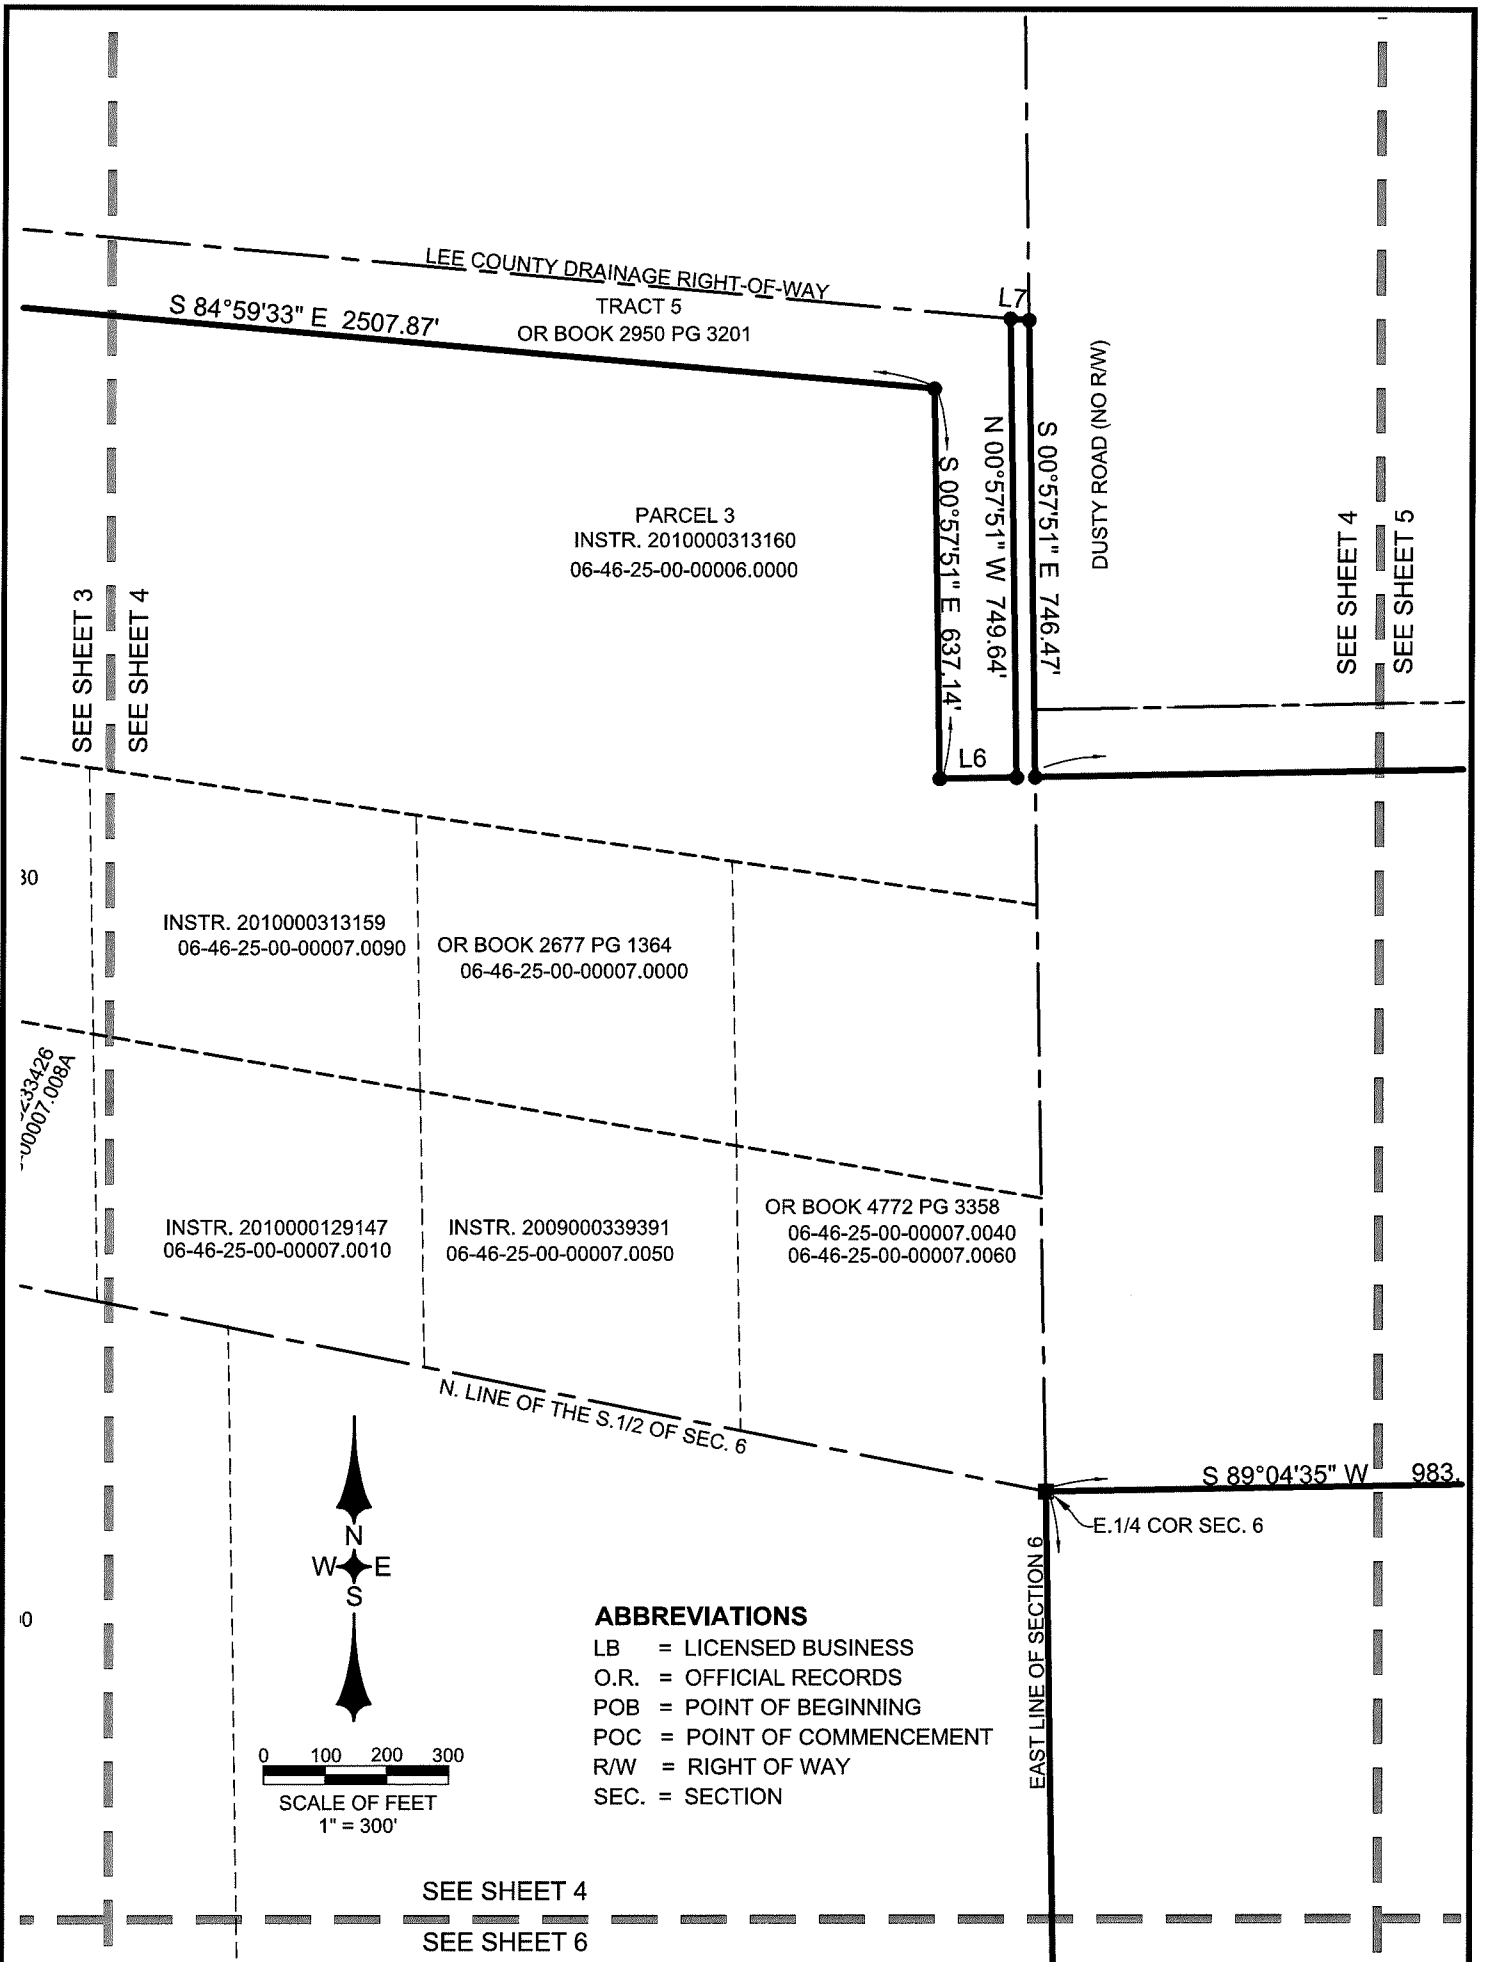 LEE COUNTY DRAINAGE RIGHT-OF-WAY
S 84°59'33" E 2507.87'
TRACT 5
OR BOOK 2950 PG 3201
L7
DUSTY ROAD (NO R/W)
S 00°57'51" E 637.14'
N 00°57'51" W 749.64'
S 00°57'51" E 746.47'
PARCEL 3
INSTR. 2010000313160
06-46-25-00-00006.0000
SEE SHEET 3
SEE SHEET 4
SEE SHEET 4
SEE SHEET 5
L6
INSTR. 2010000313159
06-46-25-00-00007.0090
OR BOOK 2677 PG 1364
06-46-25-00-00007.0000
INSTR. 2010000129147
06-46-25-00-00007.0010
INSTR. 2009000339391
06-46-25-00-00007.0050
OR BOOK 4772 PG 3358
06-46-25-00-00007.0040
06-46-25-00-00007.0060
N. LINE OF THE S.1/2 OF SEC. 6
S 89°04'35" W 983.
E.1/4 COR SEC. 6
EAST LINE OF SECTION 6
N
W E
S
ABBREVIATIONS
LB = LICENSED BUSINESS
O.R. = OFFICIAL RECORDS
POB = POINT OF BEGINNING
POC = POINT OF COMMENCEMENT
R/W = RIGHT OF WAY
SEC. = SECTION
0 100 200 300
SCALE OF FEET
1" = 300'
SEE SHEET 4
SEE SHEET 6